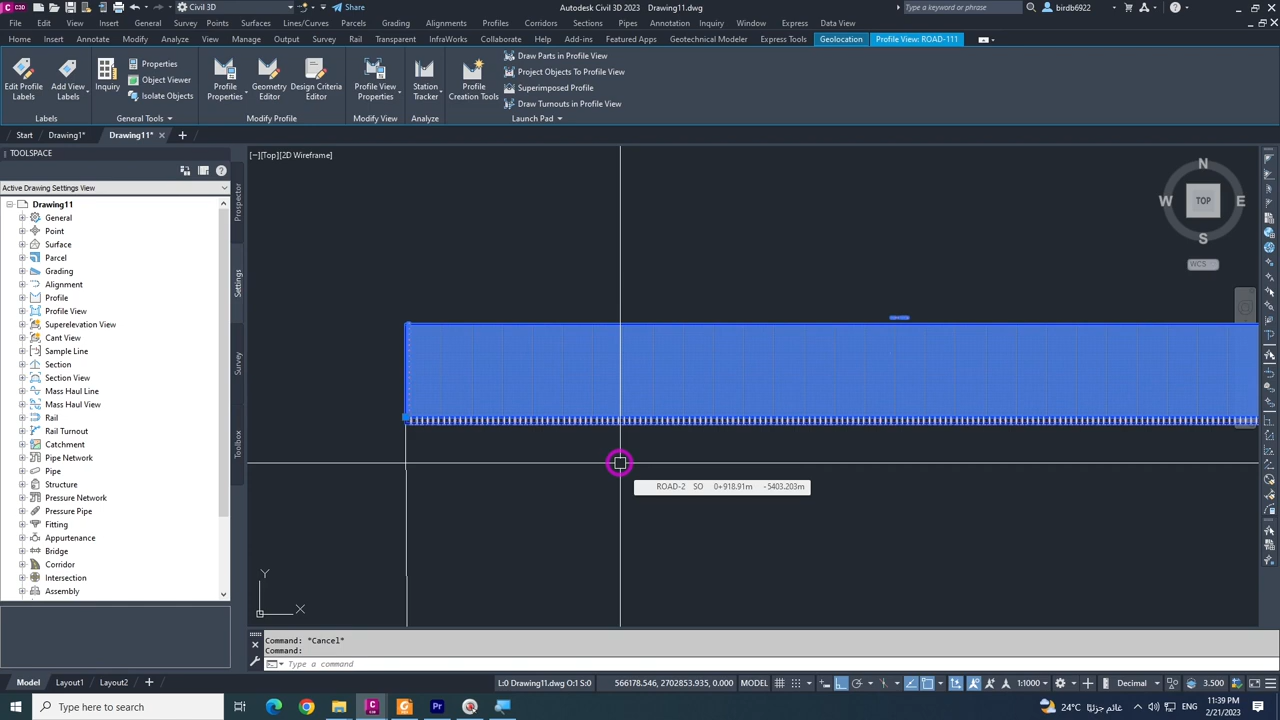 C3D
Civil 3D
Share
Autodesk Civil 3D 2023 Drawing11.dwg
Type a keyword or phrase
birdb6922
File Edit View Insert General Survey Points Surfaces Lines/Curves Parcels Grading Alignments Profiles Corridors Sections Pipes Annotation Inquiry Window Express Data View
Home Insert Annotate Modify Analyze View Manage Output Survey Rail Transparent InfraWorks Collaborate Help Add-ins Featured Apps Geotechnical Modeler Express Tools Geolocation Profile View: ROAD-111
Edit Profile Labels
Add View Labels
Labels
Inquiry
Properties
Object Viewer
Isolate Objects
General Tools
Profile Properties
Geometry Editor
Design Criteria Editor
Modify Profile
Profile View Properties
Modify View
Station Tracker
Analyze
Profile Creation Tools
Draw Parts in Profile View
Project Objects To Profile View
Superimposed Profile
Draw Turnouts in Profile View
Launch Pad
Start Drawing1* Drawing11*
TOOLSPACE
Active Drawing Settings View
Drawing11
General
Point
Surface
Parcel
Grading
Alignment
Profile
Profile View
Superelevation View
Cant View
Sample Line
Section
Section View
Mass Haul Line
Mass Haul View
Rail
Rail Turnout
Catchment
Pipe Network
Pipe
Structure
Pressure Network
Pressure Pipe
Fitting
Appurtenance
Bridge
Corridor
Intersection
Assembly
Prospector
Settings
Survey
Toolbox
[−][Top][2D Wireframe]
N
W TOP E
S
WCS
ROAD-2 SO 0+918.91m -5403.203m
Y
X
Command: *Cancel*
Command:
Type a command
Model Layout1 Layout2
L:0 Drawing11.dwg O:1 S:0 566178.546, 2702853.935, 0.000 MODEL 1:1000 Decimal 3.500
Type here to search
24°C غائم جزئيًا ENG
11:39 PM
2/21/2023